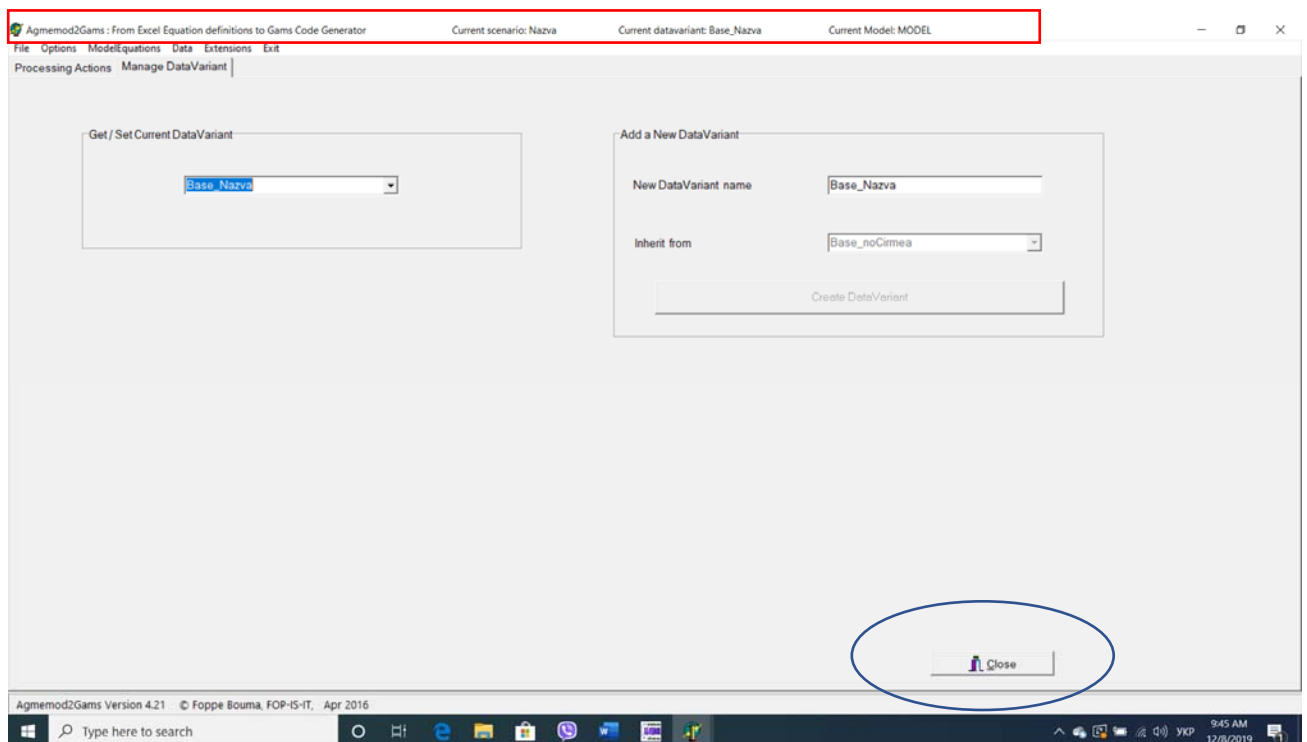 Agmemod2Gams : From Excel Equation definitions to Gams Code Generator Current scenario: Nazva Current datavariant: Base_Nazva Current Model: MODEL
File Options ModelEquations Data Extensions Exit
Processing Actions Manage DataVariant
Get / Set Current DataVariant
Base_Nazva
Add a New DataVariant
New DataVariant name Base_Nazva
Inherit from Base_noCirmea
Create DataVariant
Close
Agmemod2Gams Version 4.21 © Foppe Bouma, FOP-IS-IT, Apr 2016
Type here to search УКР 9:45 AM
12/8/2019